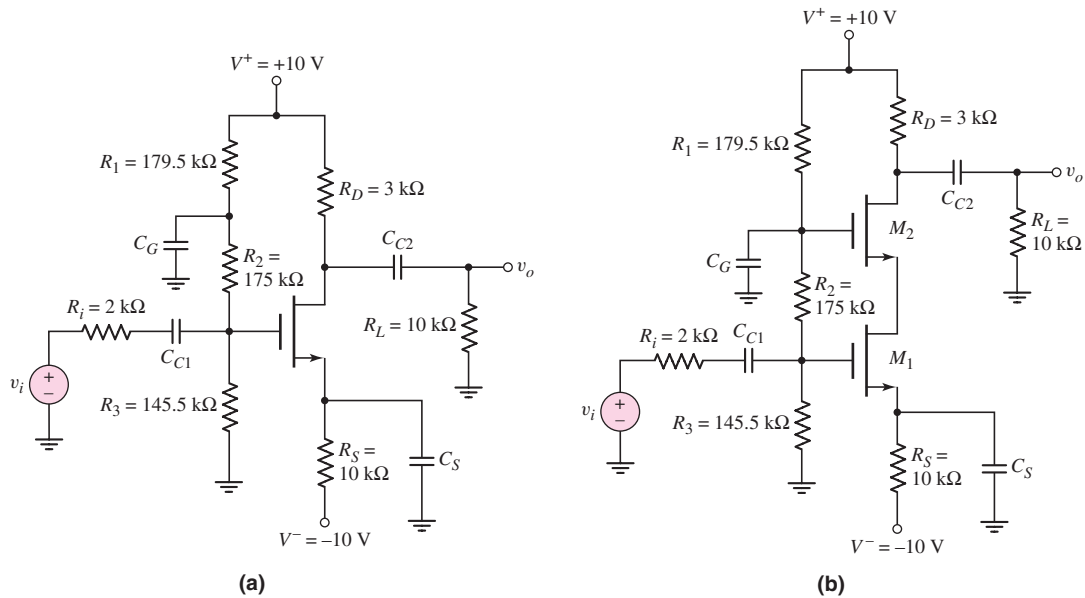 V⁺ = +10 V
R₁ = 179.5 kΩ
R_D = 3 kΩ
C_G
R₂ =
175 kΩ
C_C2
v_o
R_i = 2 kΩ
C_C1
R_L = 10 kΩ
v_i
+
−
R₃ = 145.5 kΩ
R_S =
10 kΩ
C_S
V⁻ = −10 V
(a)
V⁺ = +10 V
R_D = 3 kΩ
R₁ = 179.5 kΩ
v_o
C_C2
M₂
R_L =
10 kΩ
C_G
R₂ =
175 kΩ
R_i = 2 kΩ
C_C1
M₁
v_i
+
−
R₃ = 145.5 kΩ
R_S =
10 kΩ
C_S
V⁻ = −10 V
(b)